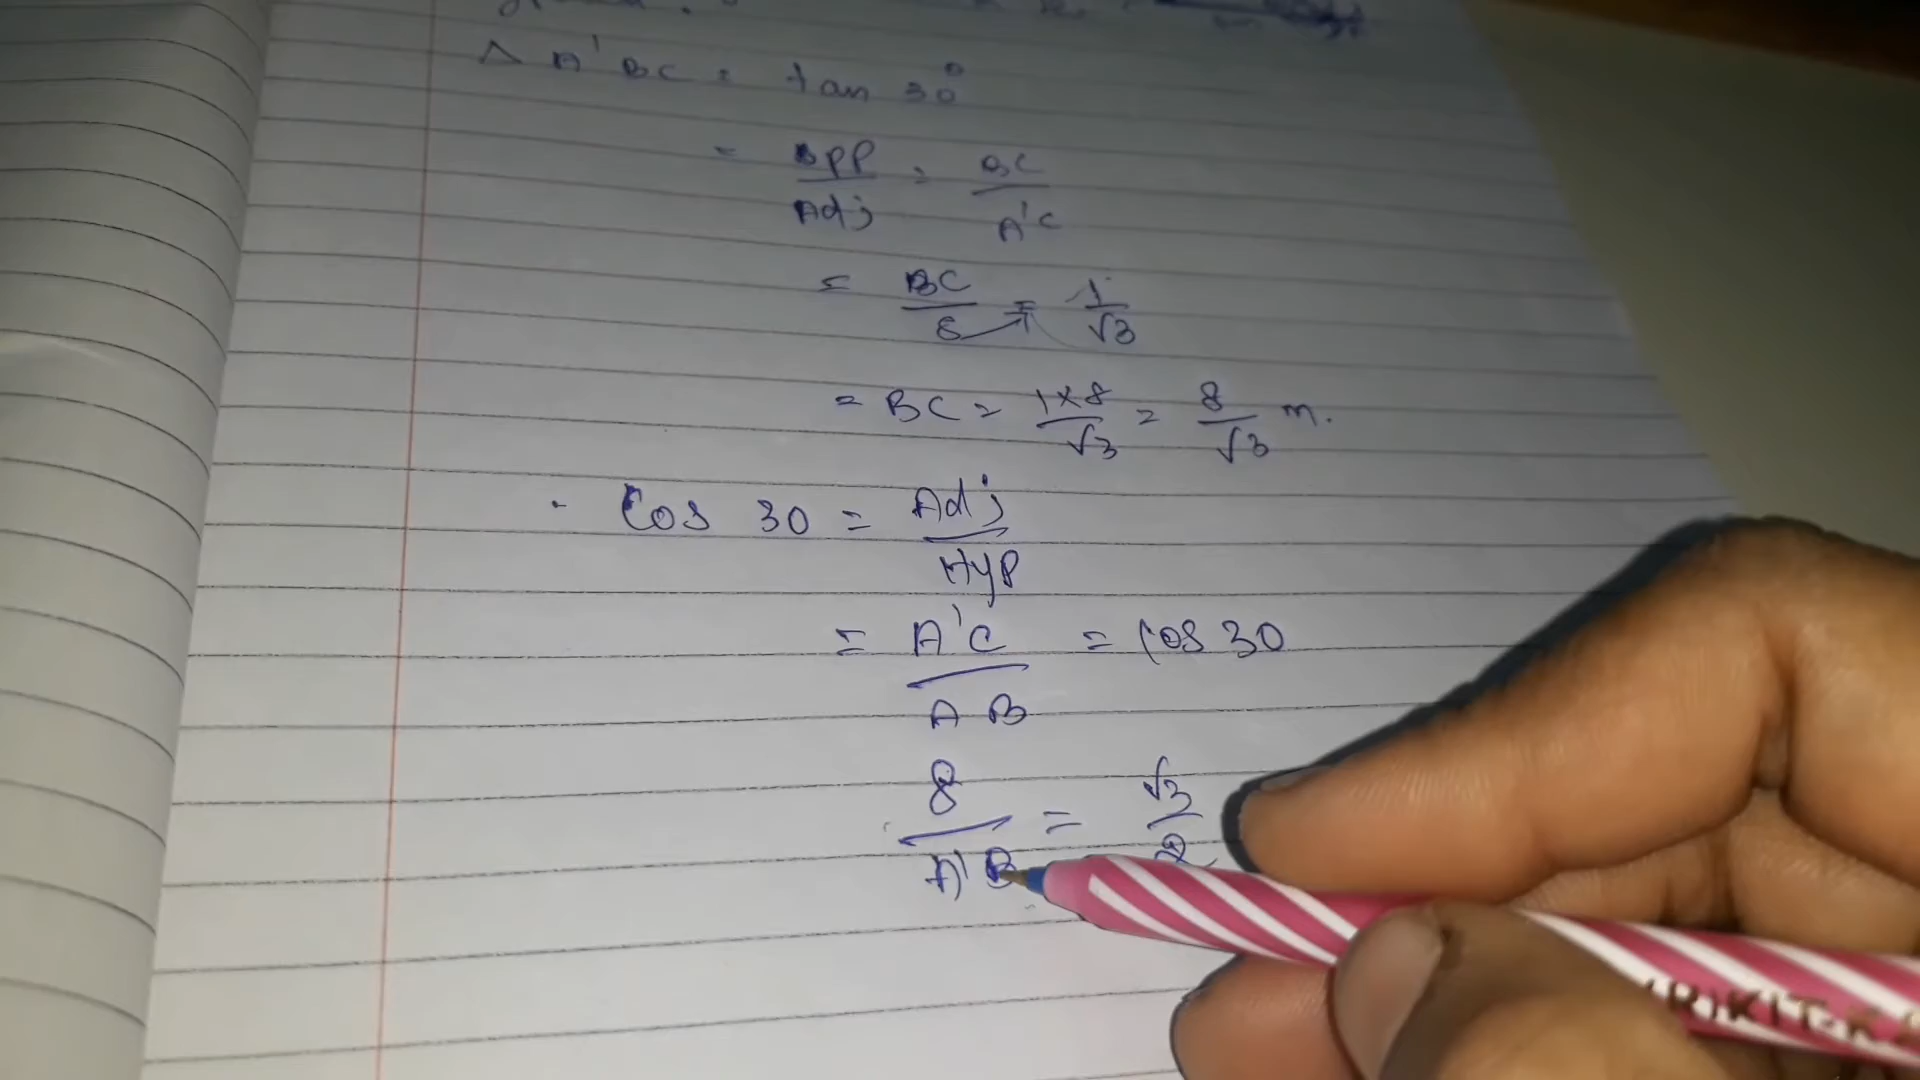 Δ A'BC = tan 30°
= opp/Adj = BC/A'C
= BC/8 = 1/√3
= BC = 1×8/√3 = 8/√3 m.
Cos 30 = Adj/Hyp
= A'C/AB = Cos 30
8/A'B = √3/2